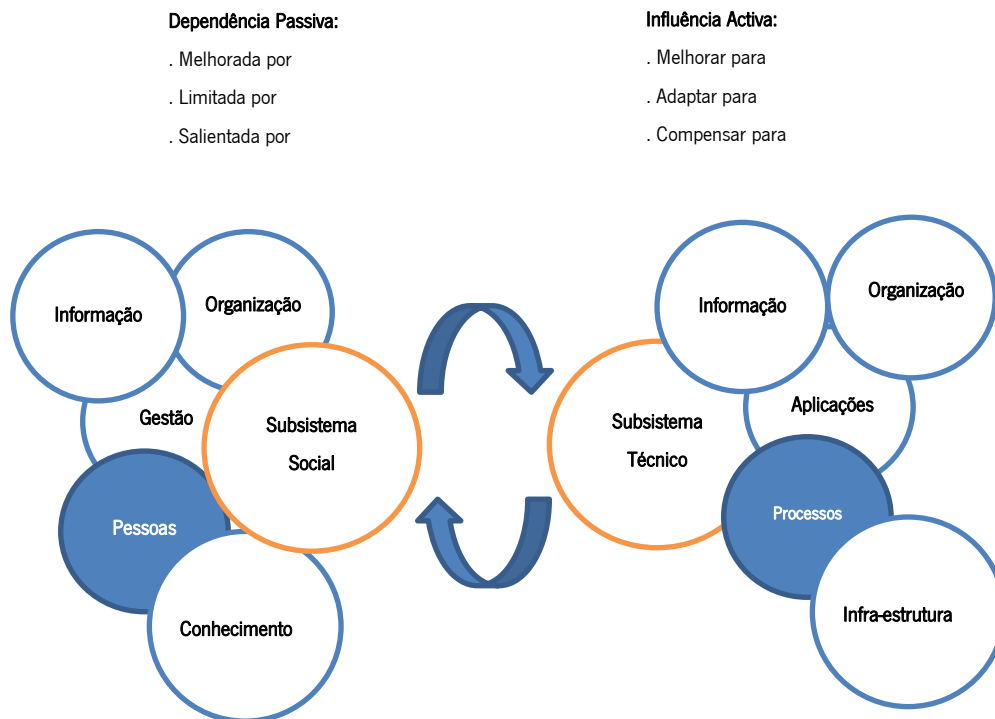 Dependência Passiva:
. Melhorada por
. Limitada por
. Salientada por
Influência Activa:
. Melhorar para
. Adaptar para
. Compensar para
Informação
Organização
Gestão
Subsistema
Social
Pessoas
Conhecimento
Informação
Organização
Subsistema
Técnico
Aplicações
Processos
Infra-estrutura